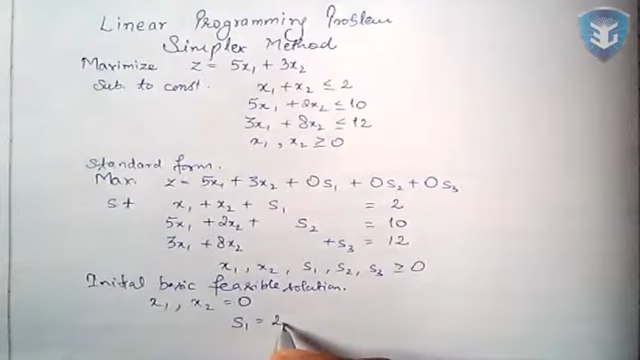 Linear Programming Problem
Simplex Method
Maximize z = 5x₁ + 3x₂
Sub. to const. x₁ + x₂ ≤ 2
5x₁ + 2x₂ ≤ 10
3x₁ + 8x₂ ≤ 12
x₁ , x₂ ≥ 0
Standard form.
Max. z = 5x₁ + 3x₂ + 0s₁ + 0s₂ + 0s₃
st x₁ + x₂ + s₁ = 2
5x₁ + 2x₂ + s₂ = 10
3x₁ + 8x₂ + s₃ = 12
x₁ , x₂ , s₁ , s₂ , s₃ ≥ 0
Initial basic feasible solution.
x₁ , x₂ = 0
s₁ = 2